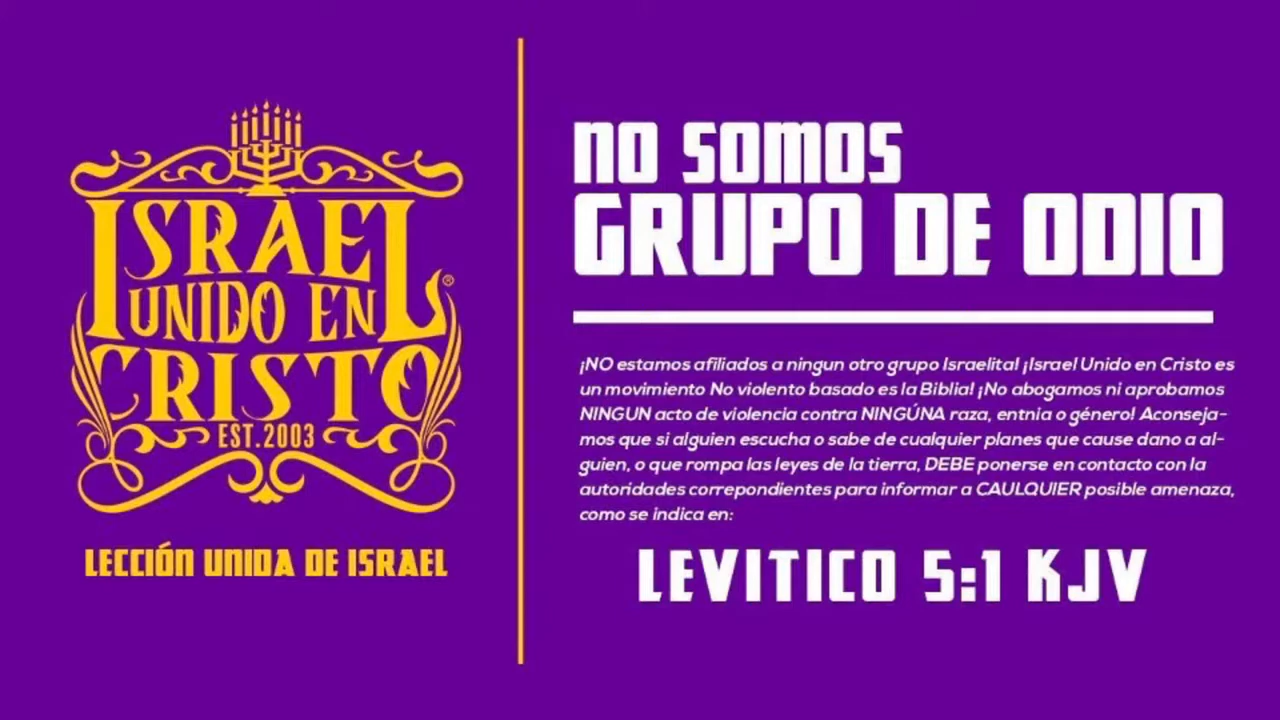 ISRAEL
UNIDO EN
CRISTO®
EST.2003
LECCIÓN UNIDA DE ISRAEL
NO SOMOS
GRUPO DE ODIO
¡NO estamos afiliados a ningun otro grupo Israelita! ¡Israel Unido en Cristo es
un movimiento No violento basado es la Biblia! ¡No abogamos ni aprobamos
NINGUN acto de violencia contra NINGÚNA raza, entnia o género! Aconseja-
mos que si alguien escucha o sabe de cualquier planes que cause dano a al-
guien, o que rompa las leyes de la tierra, DEBE ponerse en contacto con la
autoridades correpondientes para informar a CAULQUIER posible amenaza,
como se indica en:
LEVITICO 5:1 KJV